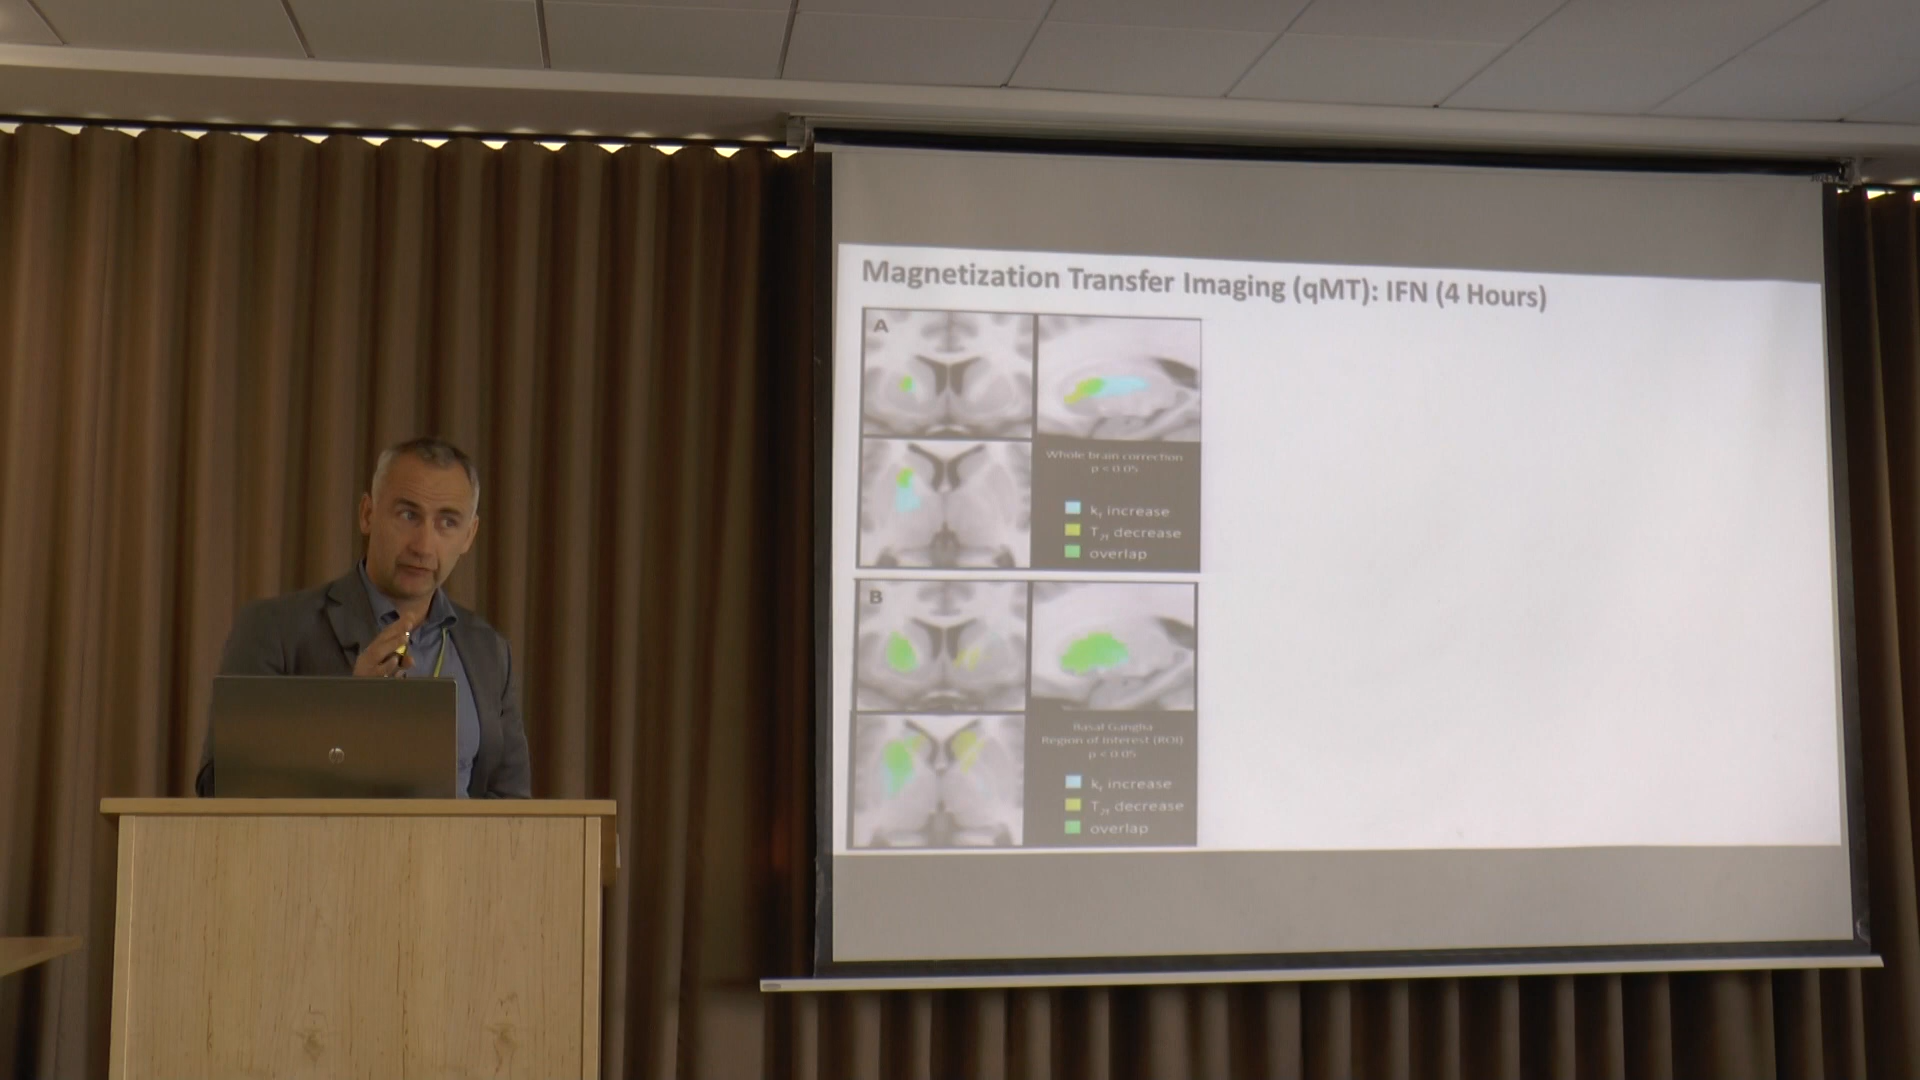 Magnetization Transfer Imaging (qMT): IFN (4 Hours)
A
Whole brain correction
p < 0.05
kf increase
T2f decrease
overlap
B
Basal Ganglia
Region of Interest (ROI)
p < 0.05
kf increase
T2f decrease
overlap
hp